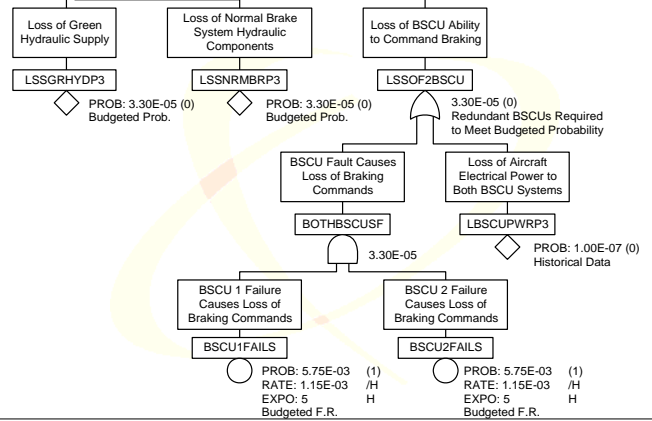 Loss of Green
Hydraulic Supply
LSSGRHYDP3
PROB: 3.30E-05 (0)
Budgeted Prob.
Loss of Normal Brake
System Hydraulic
Components
LSSNRMBRP3
PROB: 3.30E-05 (0)
Budgeted Prob.
Loss of BSCU Ability
to Command Braking
LSSOF2BSCU
3.30E-05 (0)
Redundant BSCUs Required
to Meet Budgeted Probability
BSCU Fault Causes
Loss of Braking
Commands
BOTHBSCUSF
3.30E-05
Loss of Aircraft
Electrical Power to
Both BSCU Systems
LBSCUPWRP3
PROB: 1.00E-07 (0)
Historical Data
BSCU 1 Failure
Causes Loss of
Braking Commands
BSCU1FAILS
PROB: 5.75E-03 (1)
RATE: 1.15E-03 /H
EXPO: 5 H
Budgeted F.R.
BSCU 2 Failure
Causes Loss of
Braking Commands
BSCU2FAILS
PROB: 5.75E-03 (1)
RATE: 1.15E-03 /H
EXPO: 5 H
Budgeted F.R.